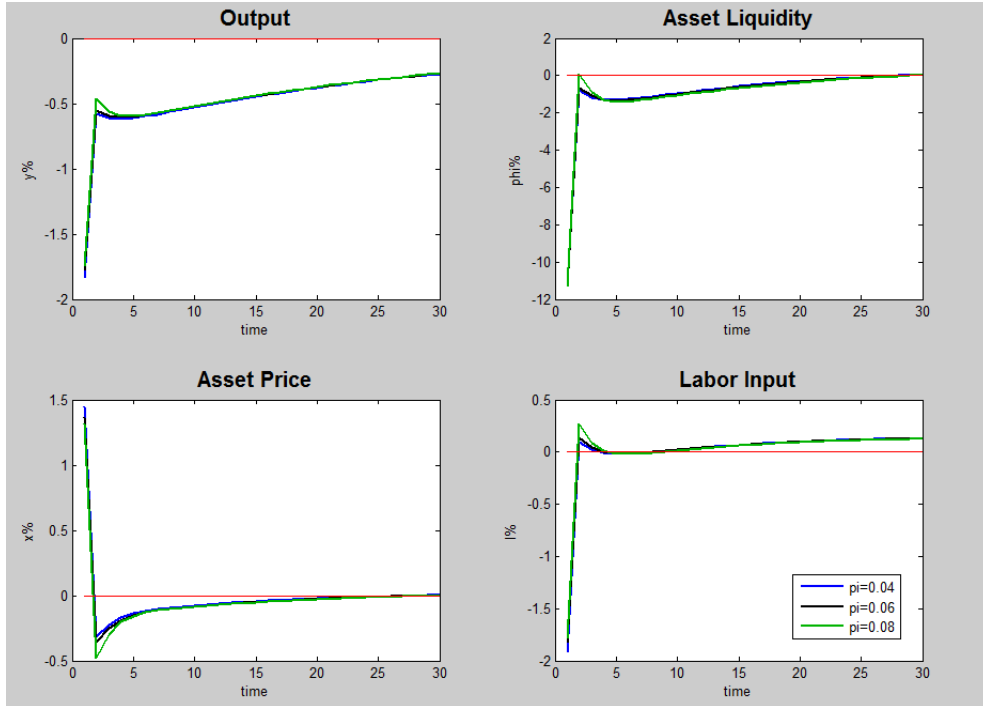 Output
0
-0.5
-1
-1.5
-2
y%
0 5 10 15 20 25 30
time
Asset Liquidity
2
0
-2
-4
-6
-8
-10
-12
phi%
0 5 10 15 20 25 30
time
Asset Price
1.5
1
0.5
0
-0.5
x%
0 5 10 15 20 25 30
time
Labor Input
0.5
0
-0.5
-1
-1.5
-2
l%
0 5 10 15 20 25 30
time
pi=0.04
pi=0.06
pi=0.08